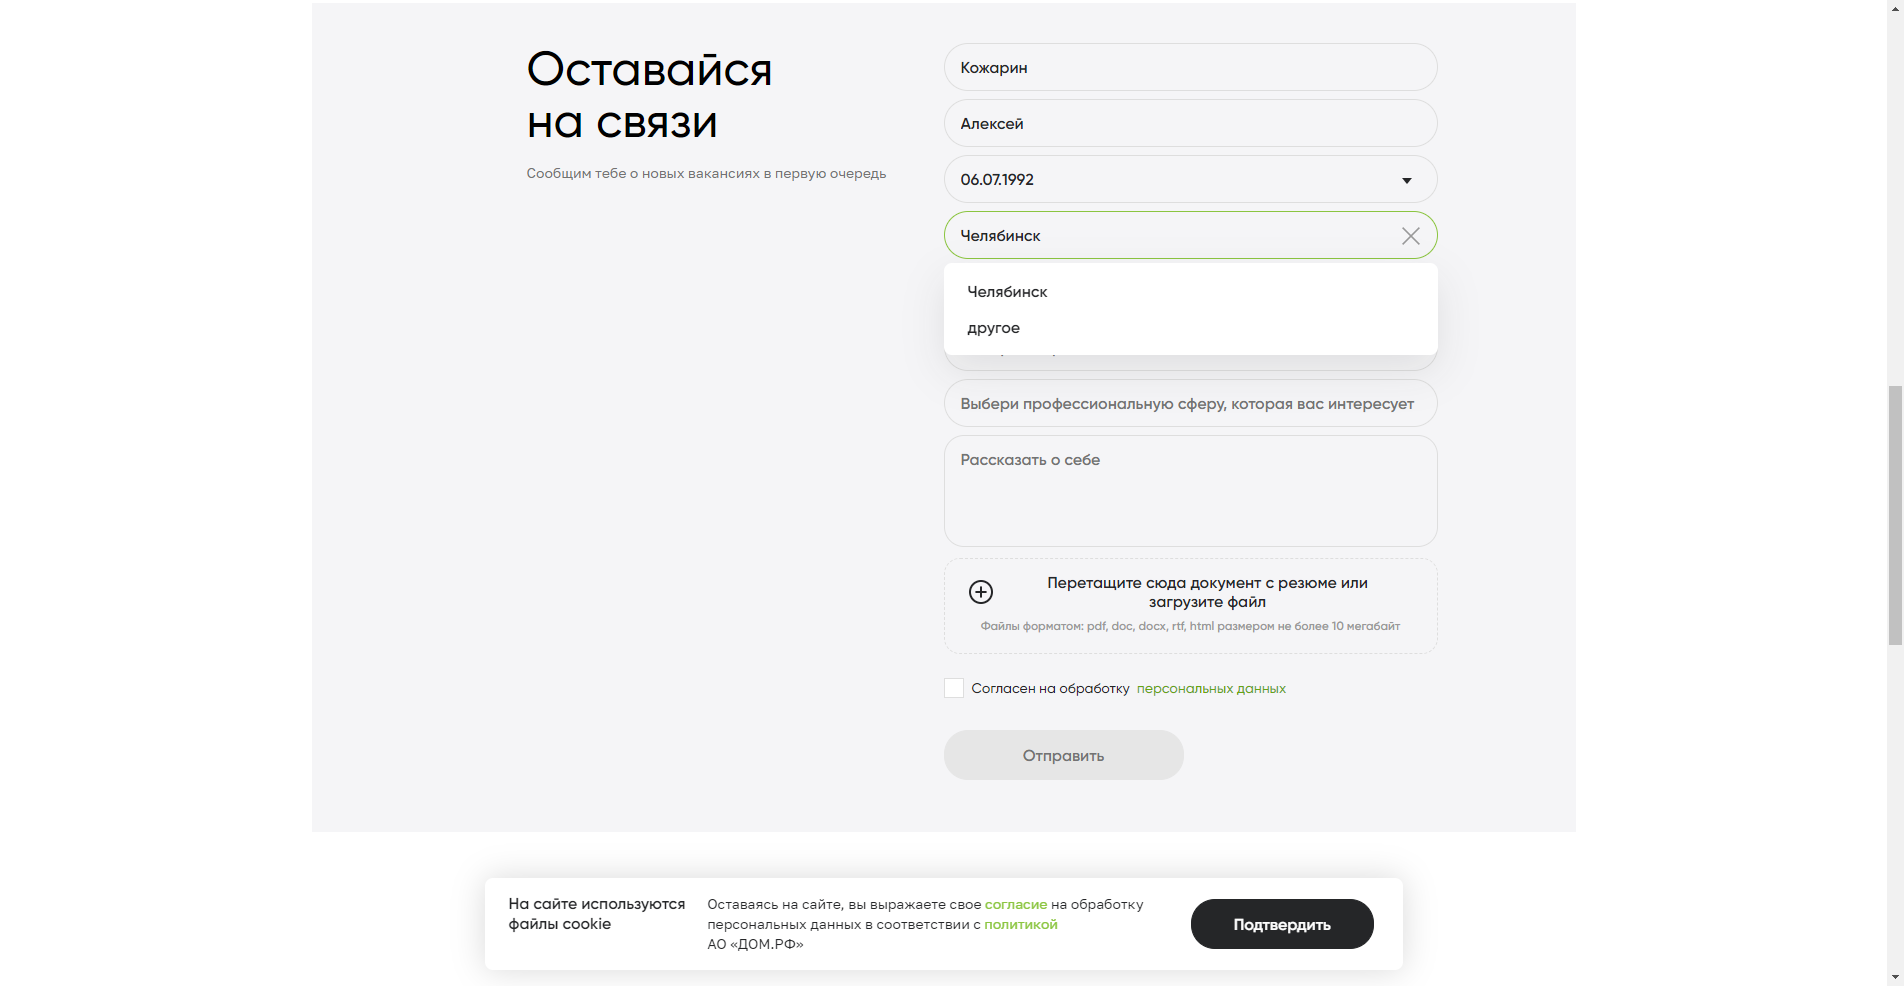 Оставайся
на связи
Сообщим тебе о новых вакансиях в первую очередь
Кожарин
Алексей
06.07.1992
Челябинск
Челябинск
другое
Выбери профессиональную сферу, которая вас интересует
Рассказать о себе
Перетащите сюда документ с резюме или
загрузите файл
Файлы форматом: pdf, doc, docx, rtf, html размером не более 10 мегабайт
Согласен на обработку персональных данных
Отправить
На сайте используются
файлы cookie
Оставаясь на сайте, вы выражаете свое согласие на обработку
персональных данных в соответствии с политикой
АО «ДОМ.РФ»
Подтвердить